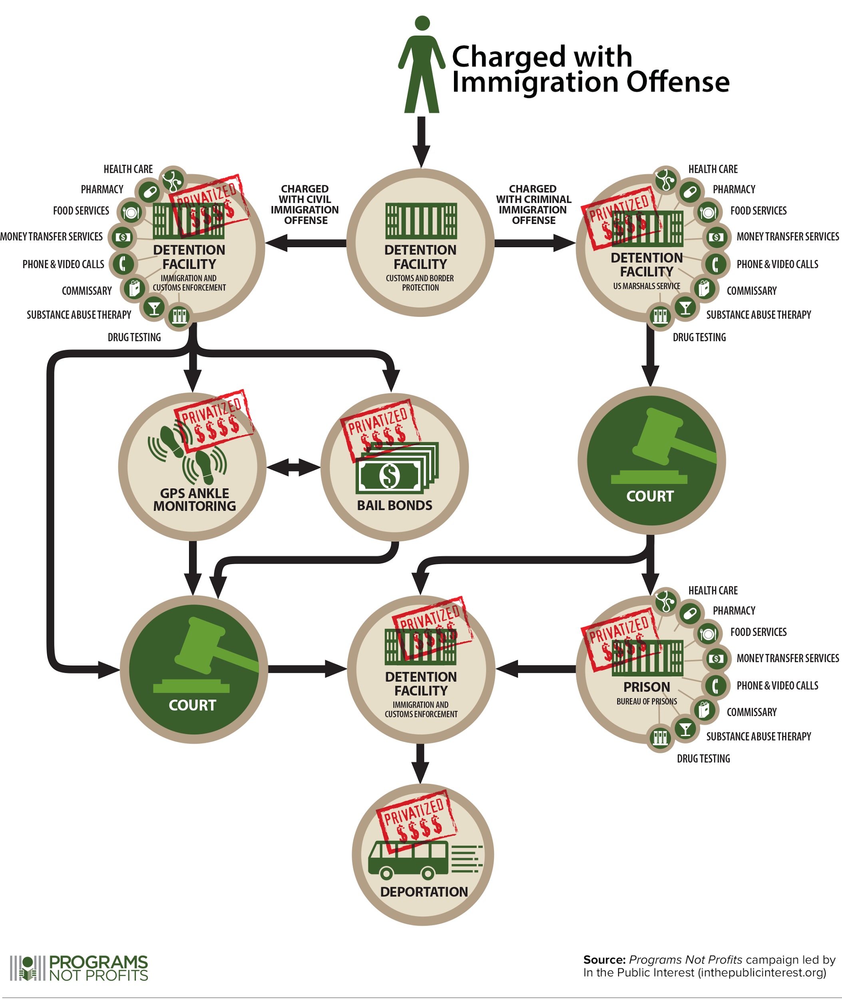 Charged with
Immigration Offense
HEALTH CARE
PHARMACY
FOOD SERVICES
MONEY TRANSFER SERVICES
PHONE & VIDEO CALLS
COMMISSARY
SUBSTANCE ABUSE THERAPY
DRUG TESTING
PRIVATIZED
$$$$
DETENTION
FACILITY
IMMIGRATION AND
CUSTOMS ENFORCEMENT
CHARGED
WITH CIVIL
IMMIGRATION
OFFENSE
DETENTION
FACILITY
CUSTOMS AND BORDER
PROTECTION
CHARGED
WITH CRIMINAL
IMMIGRATION
OFFENSE
PRIVATIZED
$$$$
DETENTION
FACILITY
US MARSHALS SERVICE
HEALTH CARE
PHARMACY
FOOD SERVICES
$
MONEY TRANSFER SERVICES
PHONE & VIDEO CALLS
COMMISSARY
SUBSTANCE ABUSE THERAPY
DRUG TESTING
PRIVATIZED
$$$$
GPS ANKLE
MONITORING
PRIVATIZED
$$$$
$
BAIL BONDS
COURT
COURT
PRIVATIZED
$$$$
DETENTION
FACILITY
IMMIGRATION AND
CUSTOMS ENFORCEMENT
PRIVATIZED
$$$$
PRISON
BUREAU OF PRISONS
HEALTH CARE
PHARMACY
FOOD SERVICES
$
MONEY TRANSFER SERVICES
PHONE & VIDEO CALLS
COMMISSARY
SUBSTANCE ABUSE THERAPY
DRUG TESTING
PRIVATIZED
$$$$
DEPORTATION
PROGRAMS
NOT PROFITS
Source: Programs Not Profits campaign led by
In the Public Interest (inthepublicinterest.org)